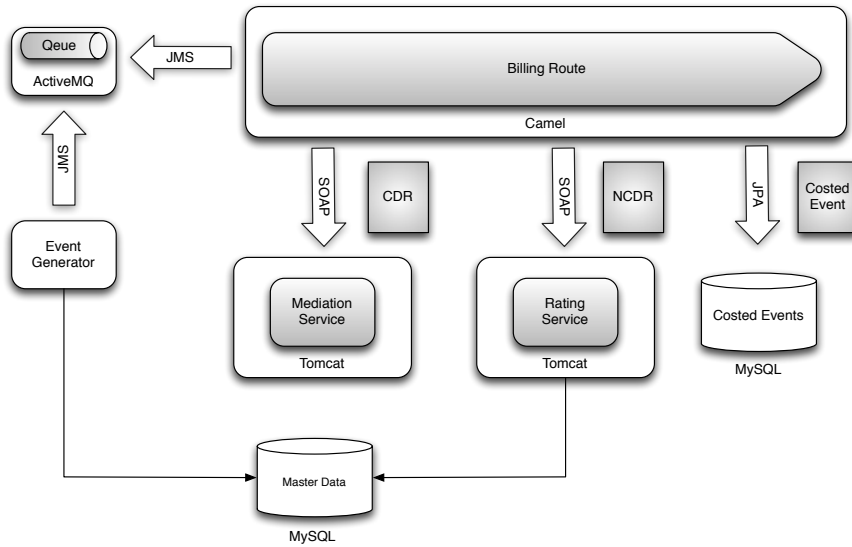 Qeue
ActiveMQ
JMS
Billing Route
Camel
JMS
SOAP
CDR
SOAP
NCDR
JPA
Costed
Event
Event
Generator
Mediation
Service
Tomcat
Rating
Service
Tomcat
Costed Events
MySQL
Master Data
MySQL